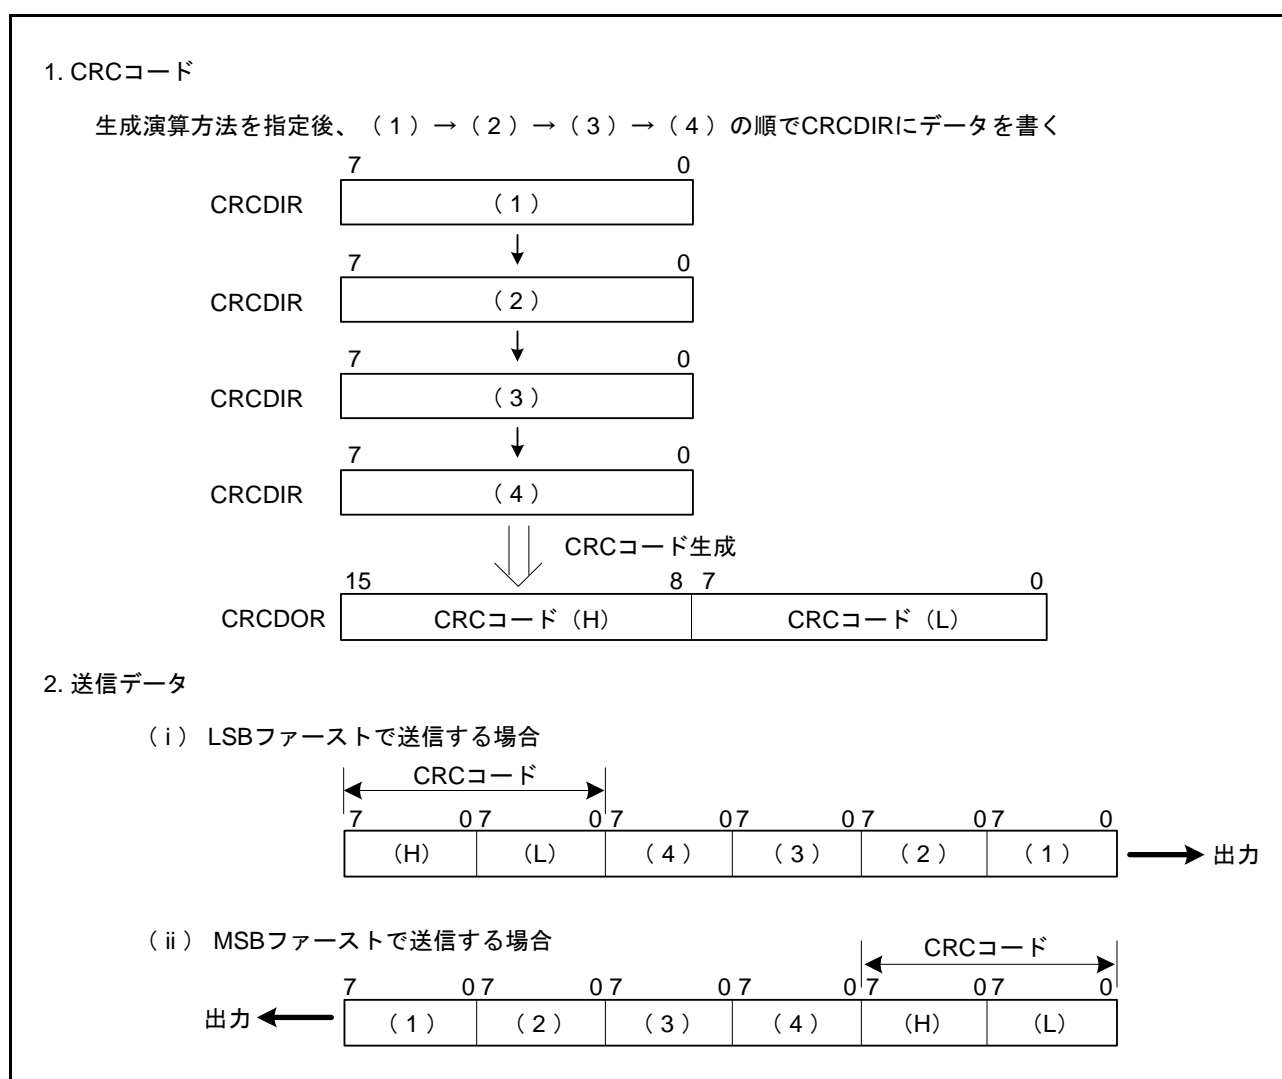 1. CRCコード
生成演算方法を指定後、（1）→（2）→（3）→（4）の順でCRCDIRにデータを書く
7 0
CRCDIR （1）
7 0
CRCDIR （2）
7 0
CRCDIR （3）
7 0
CRCDIR （4）
CRCコード生成
15 8 7 0
CRCDOR CRCコード（H） CRCコード（L）
2. 送信データ
（i） LSBファーストで送信する場合
CRCコード
7 0 7 0 7 0 7 0 7 0 7 0
（H） （L） （4） （3） （2） （1） 出力
（ii） MSBファーストで送信する場合
CRCコード
7 0 7 0 7 0 7 0 7 0 7 0
出力 （1） （2） （3） （4） （H） （L）